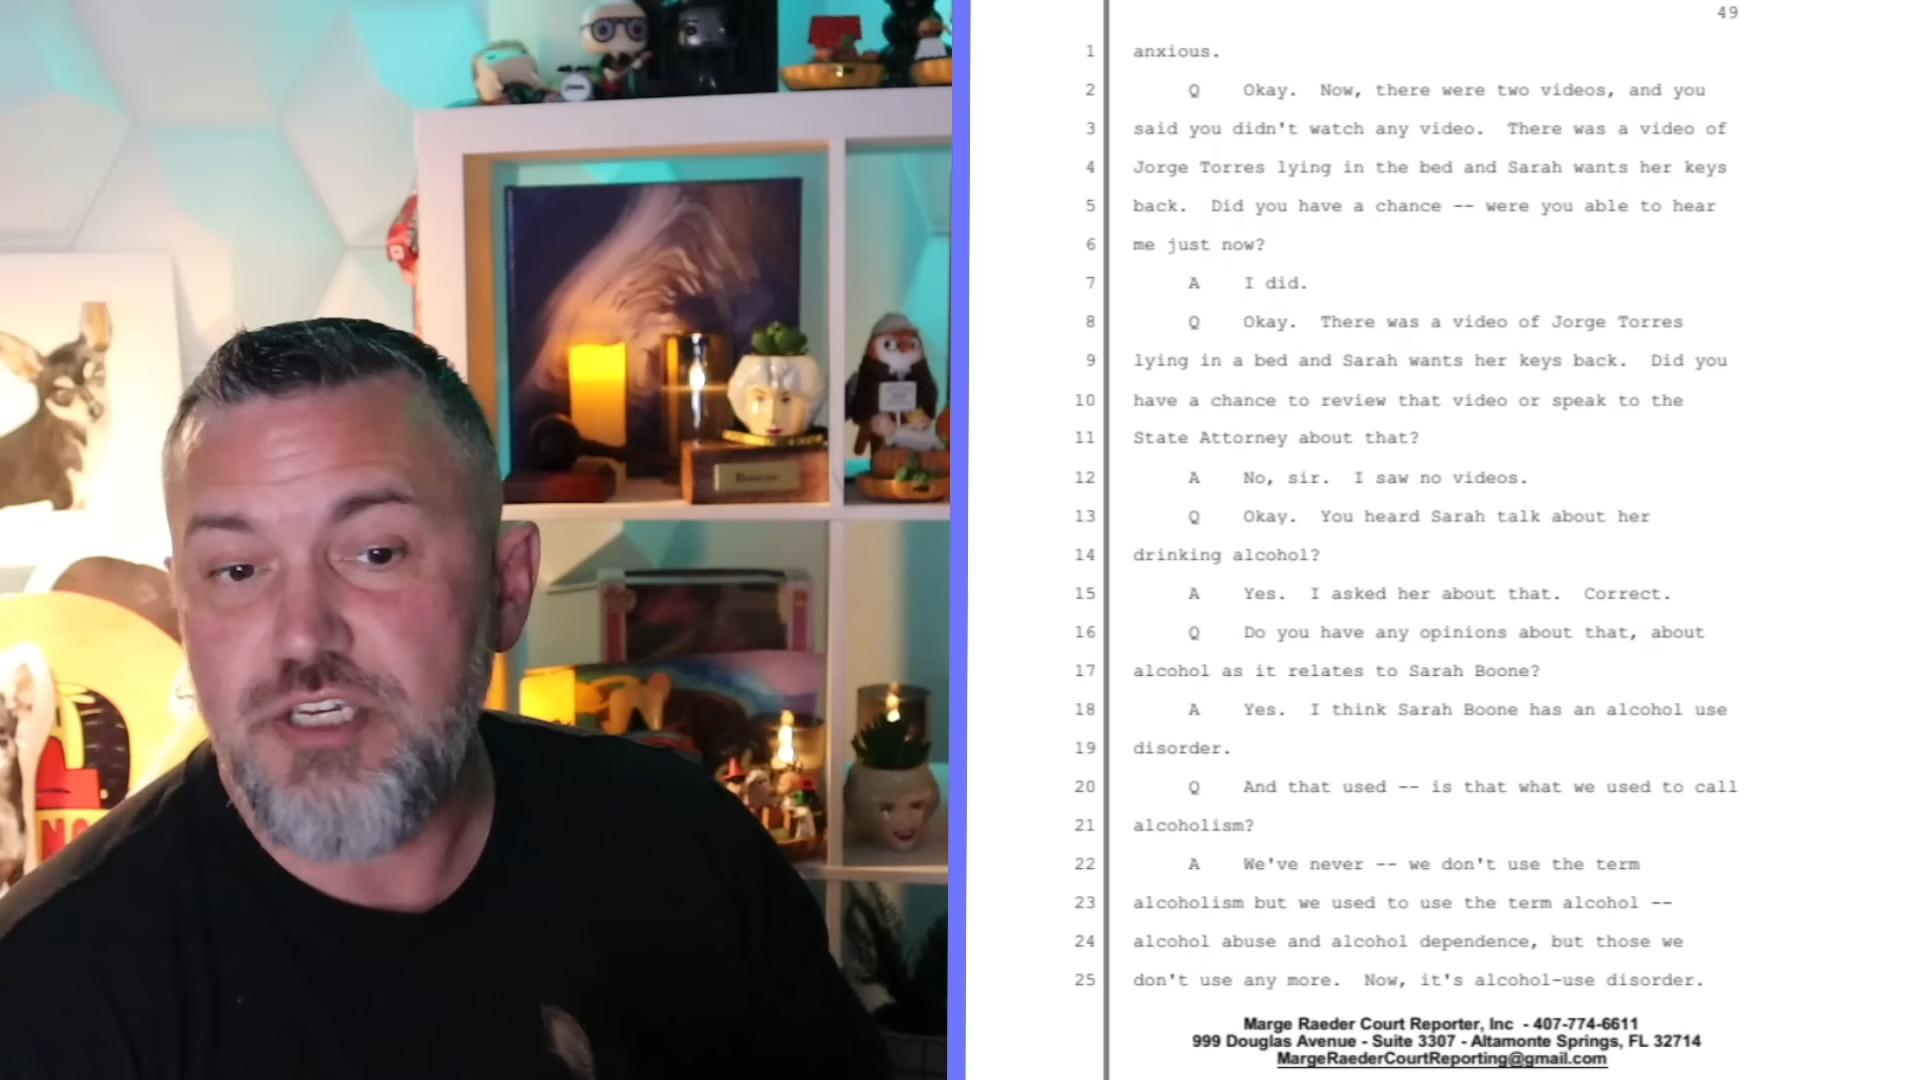 49
1 anxious.
2 Q Okay. Now, there were two videos, and you
3 said you didn't watch any video. There was a video of
4 Jorge Torres lying in the bed and Sarah wants her keys
5 back. Did you have a chance -- were you able to hear
6 me just now?
7 A I did.
8 Q Okay. There was a video of Jorge Torres
9 lying in a bed and Sarah wants her keys back. Did you
10 have a chance to review that video or speak to the
11 State Attorney about that?
12 A No, sir. I saw no videos.
13 Q Okay. You heard Sarah talk about her
14 drinking alcohol?
15 A Yes. I asked her about that. Correct.
16 Q Do you have any opinions about that, about
17 alcohol as it relates to Sarah Boone?
18 A Yes. I think Sarah Boone has an alcohol use
19 disorder.
20 Q And that used -- is that what we used to call
21 alcoholism?
22 A We've never -- we don't use the term
23 alcoholism but we used to use the term alcohol --
24 alcohol abuse and alcohol dependence, but those we
25 don't use any more. Now, it's alcohol-use disorder.
Marge Raeder Court Reporter, Inc - 407-774-6611
999 Douglas Avenue - Suite 3307 - Altamonte Springs, FL 32714
MargeRaederCourtReporting@gmail.com